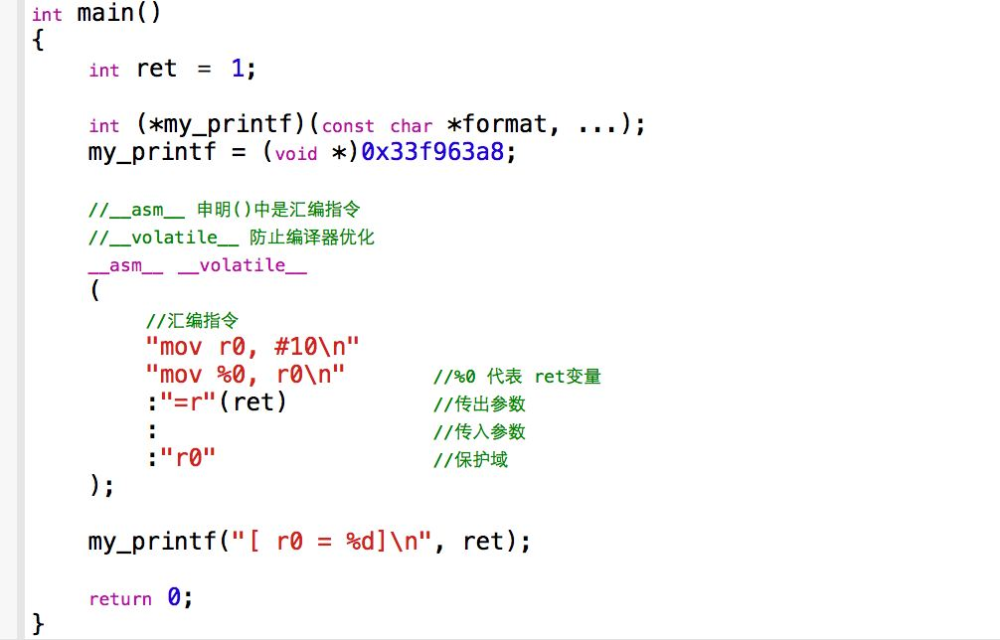 int main()
{
int ret = 1;
int (*my_printf)(const char *format, ...);
my_printf = (void *)0x33f963a8;
//__asm__ 申明()中是汇编指令
//__volatile__ 防止编译器优化
__asm__ __volatile__
(
//汇编指令
"mov r0, #10\n"
"mov %0, r0\n" //%0 代表 ret变量
:"=r"(ret) //传出参数
: //传入参数
:"r0" //保护域
);
my_printf("[ r0 = %d]\n", ret);
return 0;
}